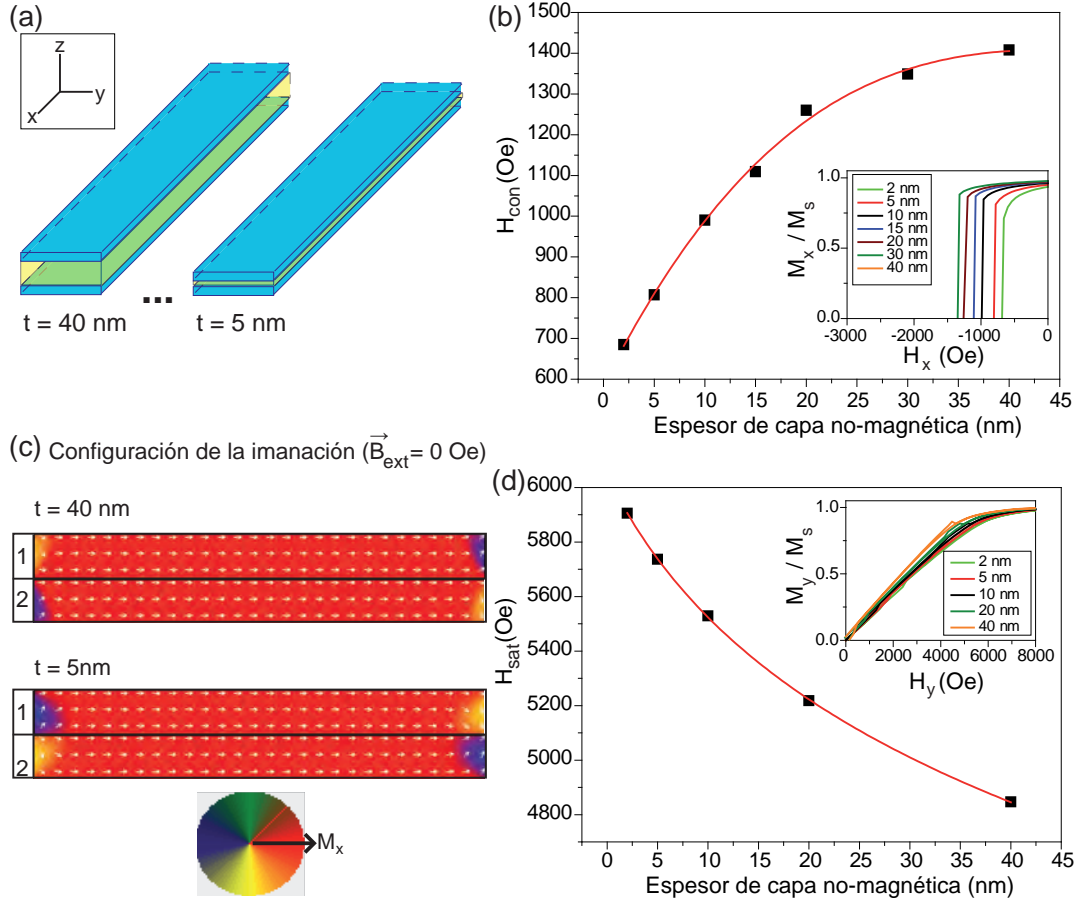 (a)
z
y
x
t = 40 nm
...
t = 5 nm
(b)
1500
1400
1300
1200
1100
1000
900
800
700
600
H_con (Oe)
0 5 10 15 20 25 30 35 40 45
Espesor de capa no-magnética (nm)
1.0
0.5
0.0
M_x / M_s
2 nm
5 nm
10 nm
15 nm
20 nm
30 nm
40 nm
-3000 -2000 -1000 0
H_x (Oe)
(c) Configuración de la imanación (B⃗_ext= 0 Oe)
t = 40 nm
1
2
t = 5nm
1
2
M_x
(d)
6000
5800
5600
5400
5200
5000
4800
H_sat(Oe)
0 5 10 15 20 25 30 35 40 45
Espesor de capa no-magnética (nm)
1.0
0.5
0.0
M_y / M_s
2 nm
5 nm
10 nm
20 nm
40 nm
0 2000 4000 6000 8000
H_y (Oe)